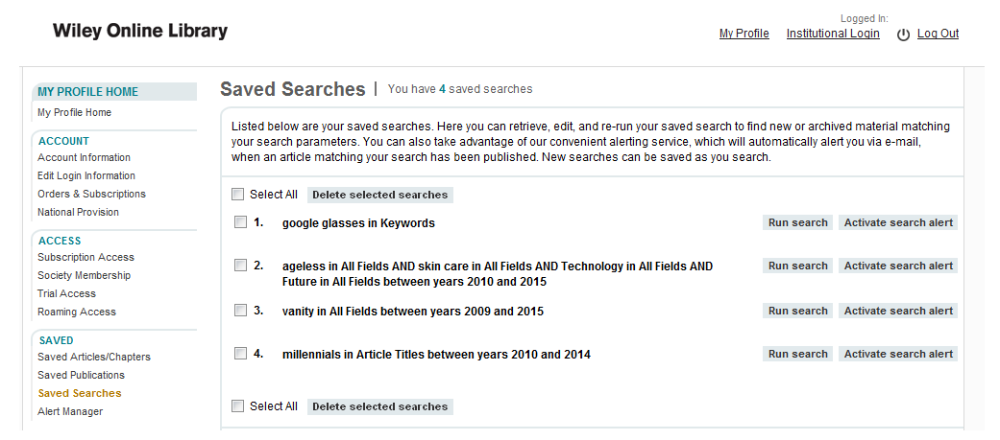 Wiley Online Library
Logged In:
My Profile Institutional Login Log Out
MY PROFILE HOME
My Profile Home
ACCOUNT
Account Information
Edit Login Information
Orders & Subscriptions
National Provision
ACCESS
Subscription Access
Society Membership
Trial Access
Roaming Access
SAVED
Saved Articles/Chapters
Saved Publications
Saved Searches
Alert Manager
Saved Searches | You have 4 saved searches
Listed below are your saved searches. Here you can retrieve, edit, and re-run your saved search to find new or archived material matching
your search parameters. You can also take advantage of our convenient alerting service, which will automatically alert you via e-mail,
when an article matching your search has been published. New searches can be saved as you search.
Select All Delete selected searches
1. google glasses in Keywords Run search Activate search alert
2. ageless in All Fields AND skin care in All Fields AND Technology in All Fields AND Run search Activate search alert
Future in All Fields between years 2010 and 2015
3. vanity in All Fields between years 2009 and 2015 Run search Activate search alert
4. millennials in Article Titles between years 2010 and 2014 Run search Activate search alert
Select All Delete selected searches